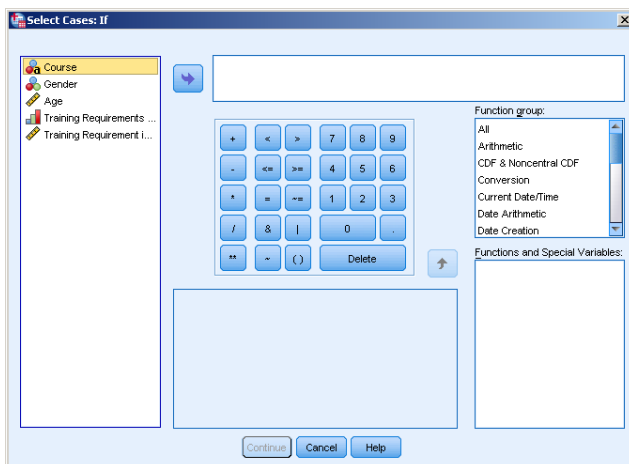 Select Cases: If
Course
Gender
Age
Training Requirements ...
Training Requirement i...
+ < > 7 8 9
- <= >= 4 5 6
* = ~= 1 2 3
/ & | 0 .
** ~ ( ) Delete
Function group:
All
Arithmetic
CDF & Noncentral CDF
Conversion
Current Date/Time
Date Arithmetic
Date Creation
Functions and Special Variables:
Continue Cancel Help